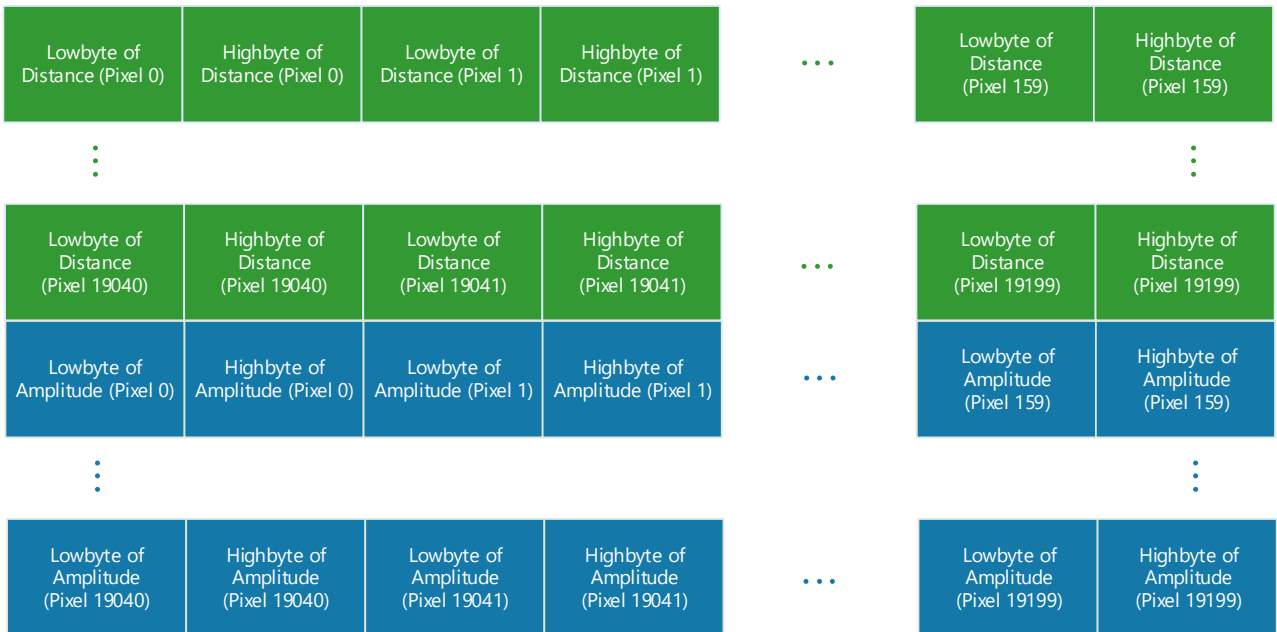 Lowbyte of
Distance (Pixel 0)
Highbyte
of Distance (Pixel 0)
Lowbyte
of Distance (Pixel 1)
Highbyte
of Distance (Pixel 1)
...
Lowbyte of
Distance
(Pixel 159)
Highbyte of
Distance
(Pixel 159)
Lowbyte of
Distance
(Pixel 19040)
Highbyte of
Distance
(Pixel 19040)
Lowbyte of
Distance
(Pixel 19041)
Highbyte of
Distance
(Pixel 19041)
...
Lowbyte of
Distance
(Pixel 19199)
Highbyte of
Distance
(Pixel 19199)
Lowbyte of
Amplitude (Pixel 0)
Highbyte
of Amplitude (Pixel 0)
Lowbyte of
Amplitude (Pixel 1)
Highbyte
of Amplitude (Pixel 1)
...
Lowbyte of
Amplitude
(Pixel 159)
Highbyte of
Amplitude
(Pixel 159)
Lowbyte of
Amplitude
(Pixel 19040)
Highbyte of
Amplitude
(Pixel 19040)
Lowbyte of
Amplitude
(Pixel 19041)
Highbyte of
Amplitude
(Pixel 19041)
...
Lowbyte of
Amplitude
(Pixel 19199)
Highbyte of
Amplitude
(Pixel 19199)